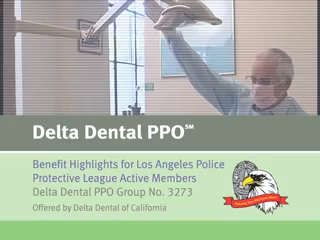 Delta Dental PPO℠
Benefit Highlights for Los Angeles Police
Protective League Active Members
Delta Dental PPO Group No. 3273
Offered by Delta Dental of California